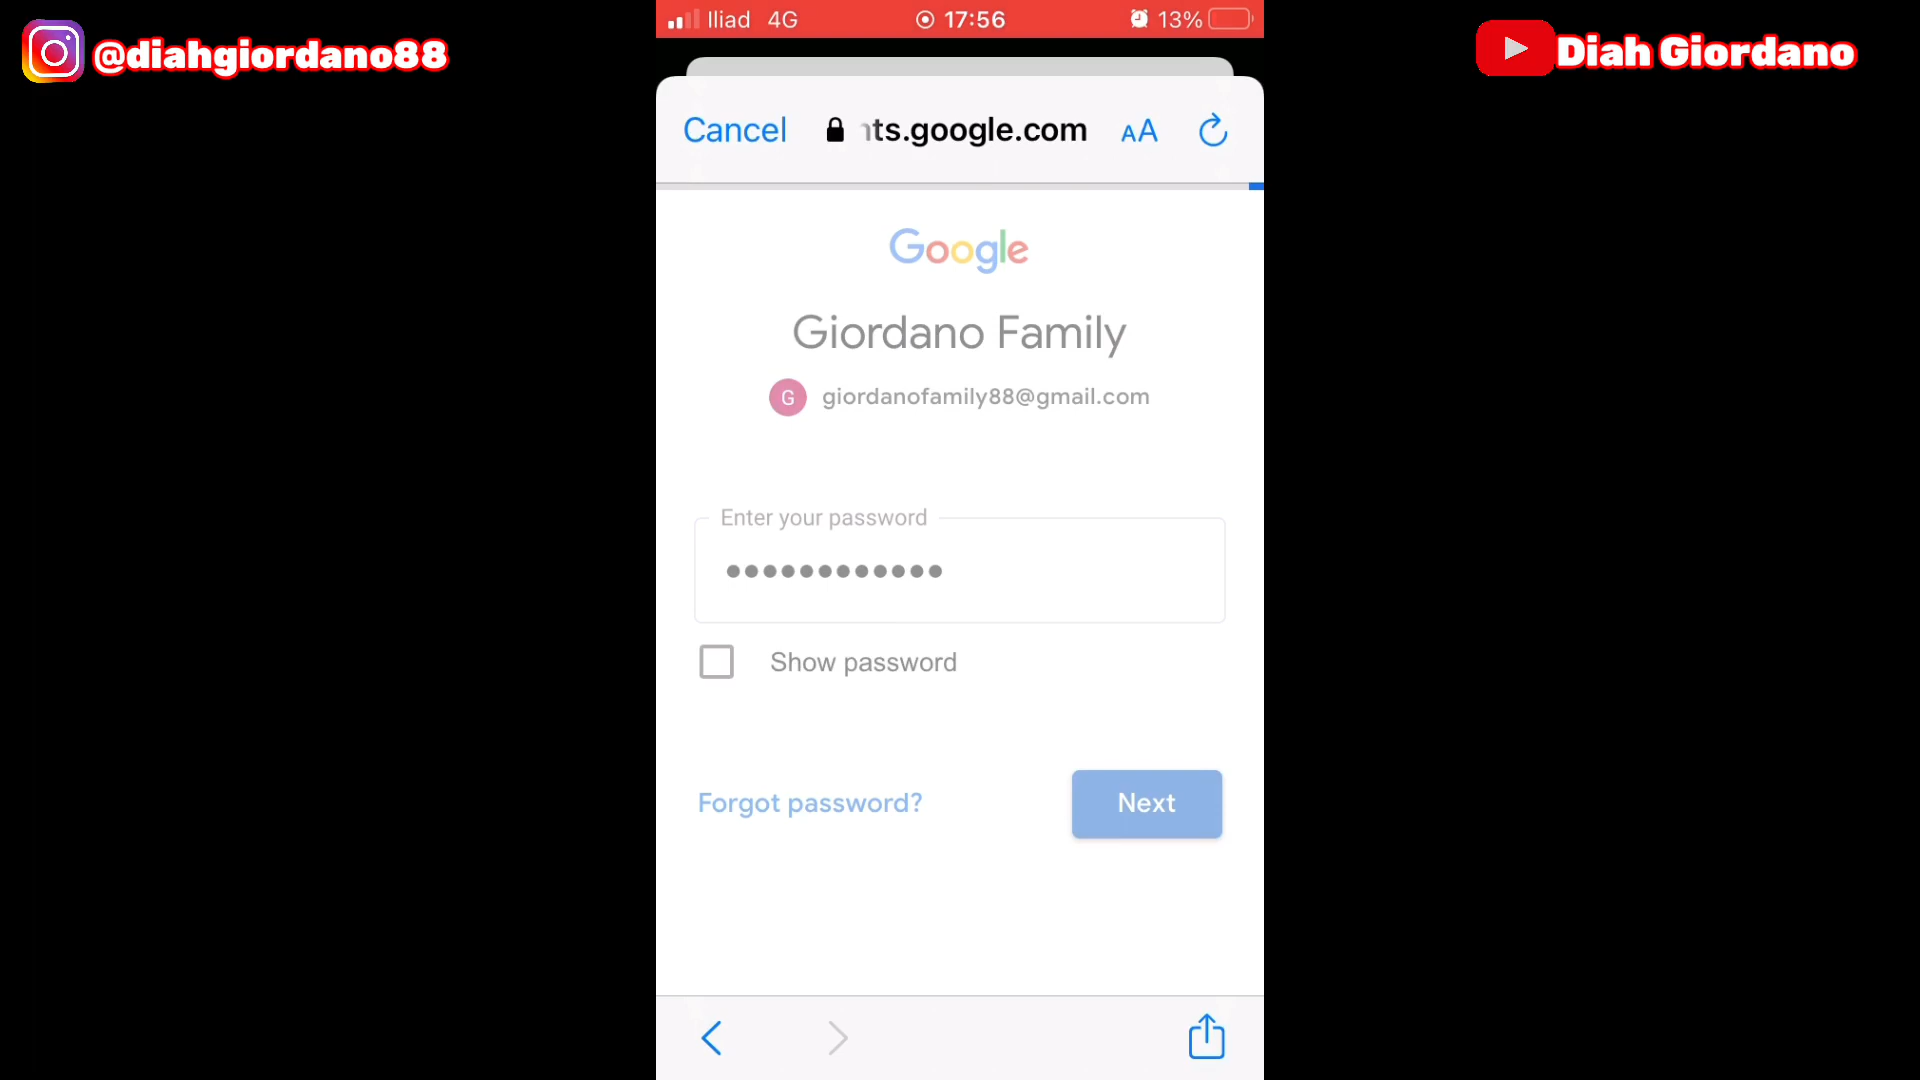 @diahgiordano88
Diah Giordano
Iliad 4G 17:56 13%
Cancel ts.google.com AA
Google
Giordano Family
G giordanofamily88@gmail.com
Enter your password
••••••••••••
Show password
Forgot password? Next